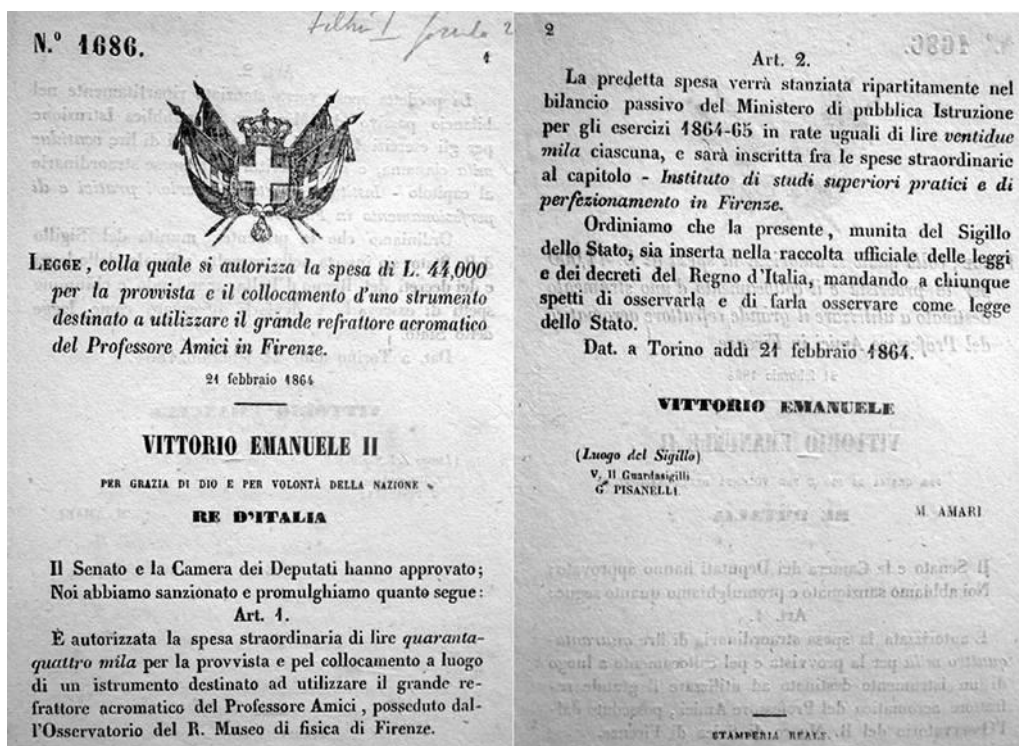 N.º 1686.
1
LEGGE, colla quale si autorizza la spesa di L. 44,000
per la provvista e il collocamento d'uno strumento
destinato a utilizzare il grande refrattore acromatico
del Professore Amici in Firenze.
21 febbraio 1864
VITTORIO EMANUELE II
PER GRAZIA DI DIO E PER VOLONTÀ DELLA NAZIONE
RE D'ITALIA
Il Senato e la Camera dei Deputati hanno approvato;
Noi abbiamo sanzionato e promulghiamo quanto segue:
Art. 1.
È autorizzata la spesa straordinaria di lire quaranta-
quattro mila per la provvista e pel collocamento a luogo
di un istrumento destinato ad utilizzare il grande re-
frattore acromatico del Professore Amici, posseduto dal-
l'Osservatorio del R. Museo di fisica di Firenze.
2
Art. 2.
La predetta spesa verrà stanziata ripartitamente nel
bilancio passivo del Ministero di pubblica Istruzione
per gli esercizi 1864-65 in rate uguali di lire ventidue
mila ciascuna, e sarà inscritta fra le spese straordinarie
al capitolo - Instituto di studi superiori pratici e di
perfezionamento in Firenze.
Ordiniamo che la presente, munita del Sigillo
dello Stato, sia inserta nella raccolta ufficiale delle leggi
e dei decreti del Regno d'Italia, mandando a chiunque
spetti di osservarla e di farla osservare come legge
dello Stato.
Dat. a Torino addì 21 febbraio 1864.
VITTORIO EMANUELE
(Luogo del Sigillo)
V. Il Guardasigilli
G. PISANELLI.
M. AMARI
STAMPERIA REALE.